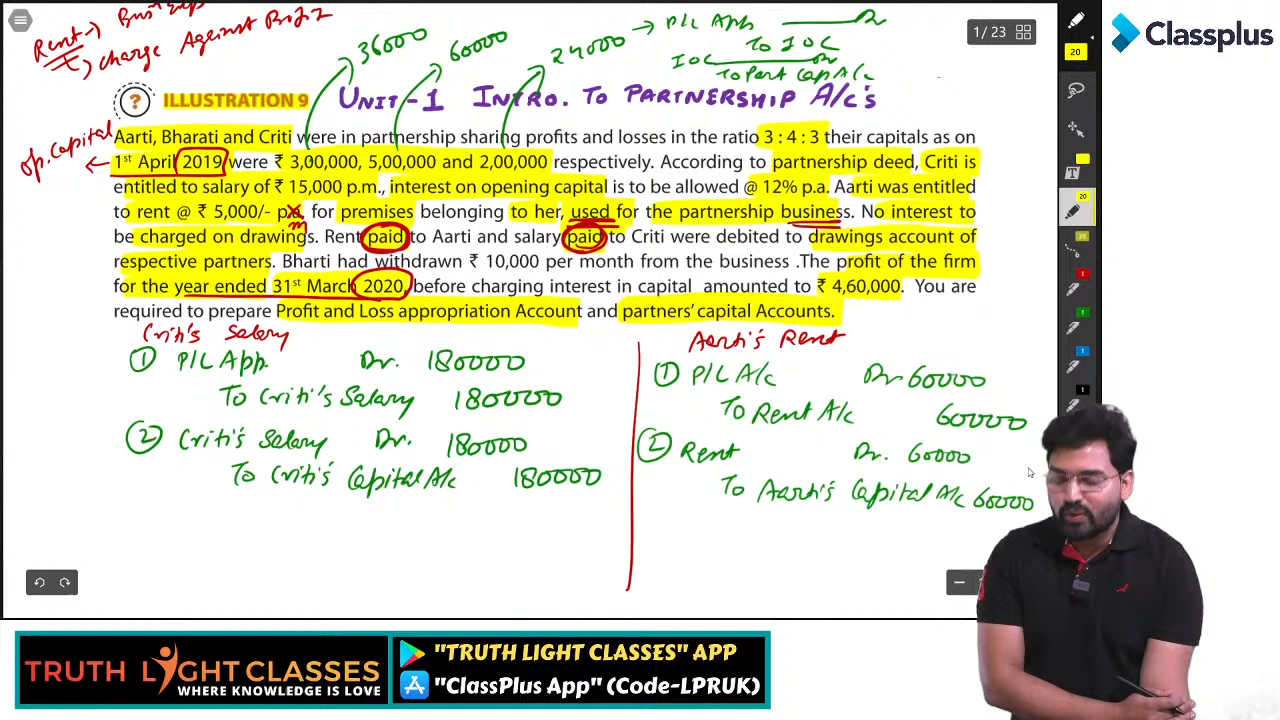 Rent → Bus
↳ charge Against Profit
36000
60000
24000 → P/L App Dr
To IOC
IOC Dr
To Part Cap A/c
1 / 23
Classplus
20
? ILLUSTRATION 9 UNIT-1 INTRO. TO PARTNERSHIP A/c's
Op. Capital
Aarti, Bharati and Criti were in partnership sharing profits and losses in the ratio 3 : 4 : 3 their capitals as on
1st April 2019 were ₹ 3,00,000, 5,00,000 and 2,00,000 respectively. According to partnership deed, Criti is
entitled to salary of ₹ 15,000 p.m., interest on opening capital is to be allowed @ 12% p.a. Aarti was entitled
to rent @ ₹ 5,000/- p.a. for premises belonging to her, used for the partnership business. No interest to
m
be charged on drawings. Rent paid to Aarti and salary paid to Criti were debited to drawings account of
respective partners. Bharti had withdrawn ₹ 10,000 per month from the business .The profit of the firm
for the year ended 31st March 2020, before charging interest in capital amounted to ₹ 4,60,000. You are
required to prepare Profit and Loss appropriation Account and partners' capital Accounts.
Criti's Salary
① P/L App. Dr. 180000
To Criti's Salary 180000
② Criti's Salary Dr. 180000
To Criti's Capital A/c 180000
Aarti's Rent
① P/L A/c Dr 60000
To Rent A/c 60000
② Rent Dr. 60000
To Aarti's Capital A/c 60000
20
1
1
1
1
TRUTH LIGHT CLASSES
WHERE KNOWLEDGE IS LOVE
"TRUTH LIGHT CLASSES" APP
"ClassPlus App" (Code-LPRUK)